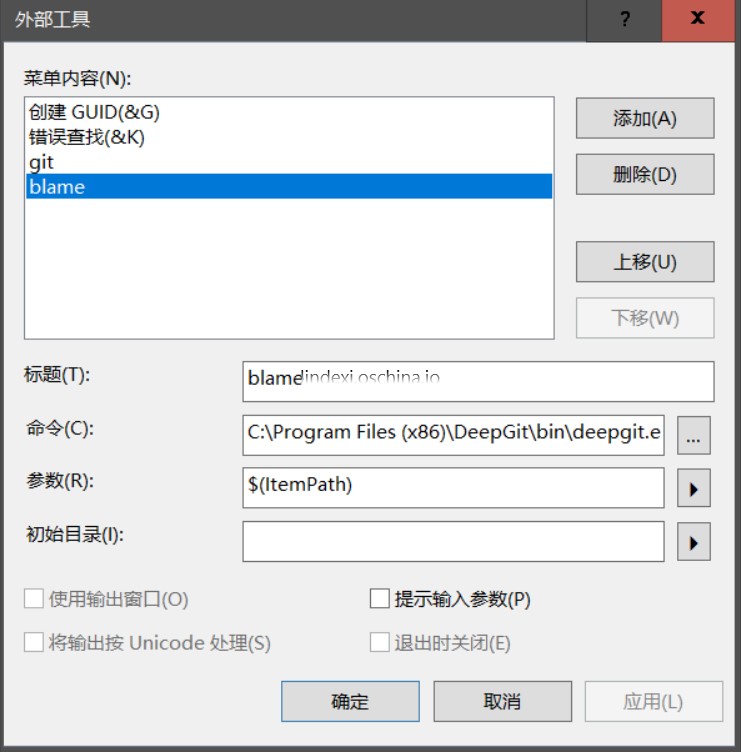 外部工具
?
x
菜单内容(N):
创建 GUID(&G)
错误查找(&K)
git
blame
添加(A)
删除(D)
上移(U)
下移(W)
标题(T):
blame
lindexi.oschina.io
命令(C):
C:\Program Files (x86)\DeepGit\bin\deepgit.e
...
参数(R):
$(ItemPath)
初始目录(I):
使用输出窗口(O)
提示输入参数(P)
将输出按 Unicode 处理(S)
退出时关闭(E)
确定
取消
应用(L)